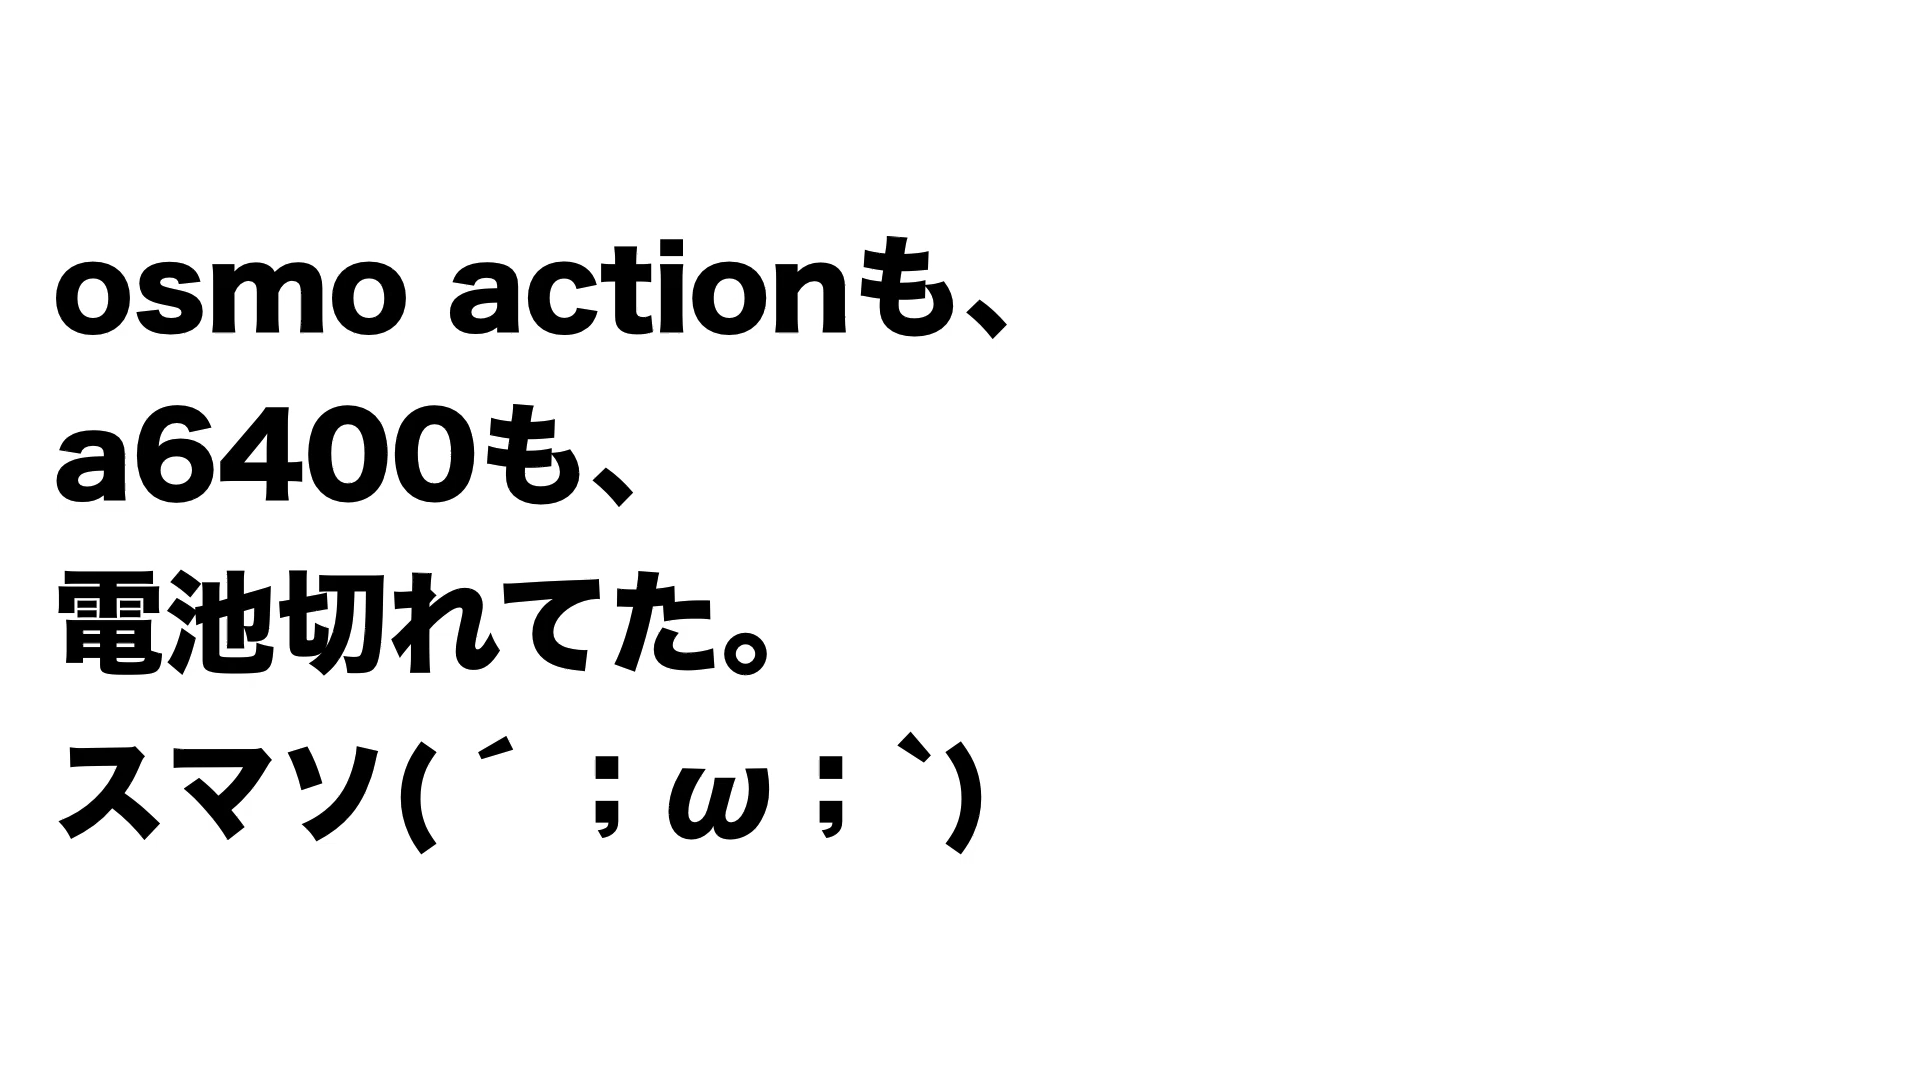 osmo actionも、
a6400も、
電池切れてた。
スマソ(´；ω；`)